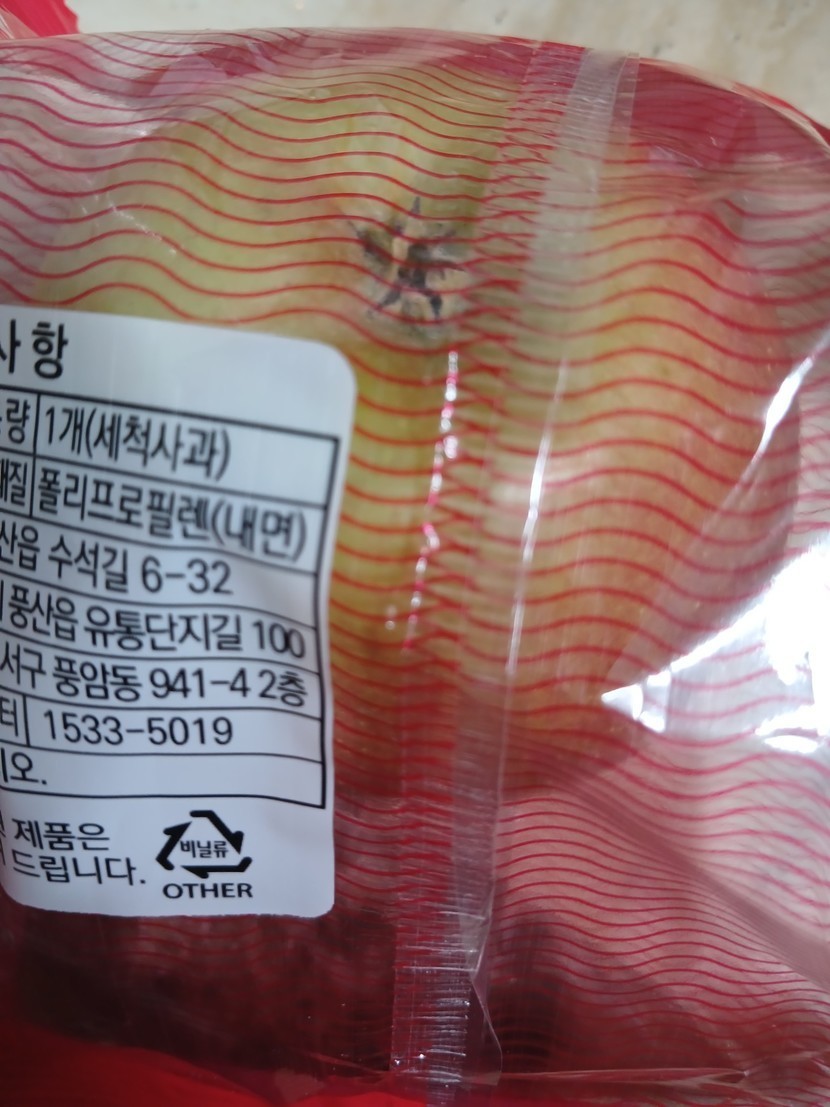 사항
량 1개(세척사과)
재질 폴리프로필렌(내면)
산읍 수석길 6-32
풍산읍 유통단지길 100
서구 풍암동 941-4 2층
터 1533-5019
오.
제품은
드립니다.
비닐류
OTHER